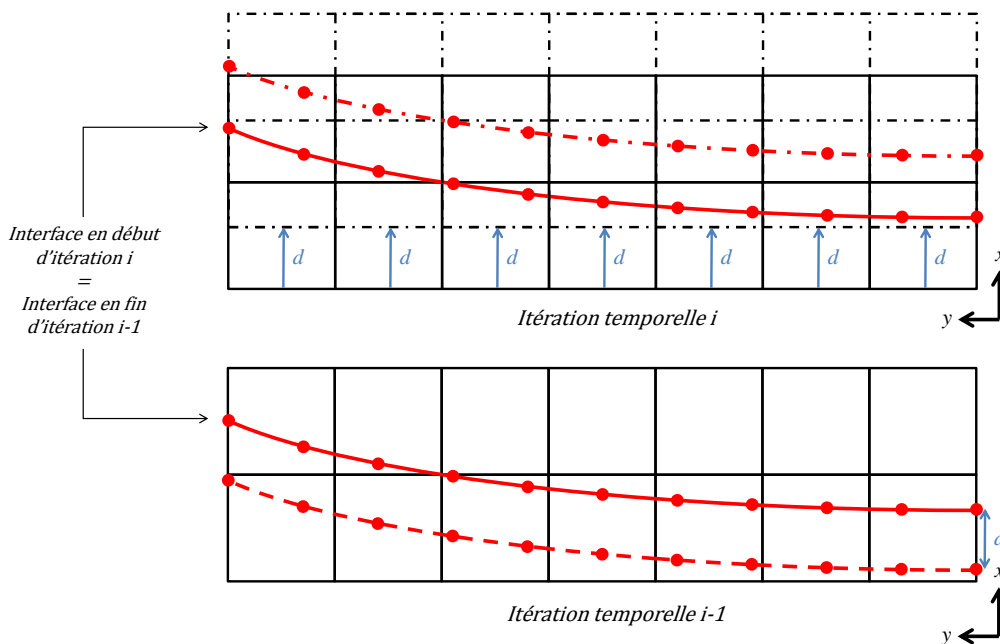 d d d d d d d
Interface en début
d'itération i
=
Interface en fin
d'itération i-1
x
y
Itération temporelle i
d
x
y
Itération temporelle i-1